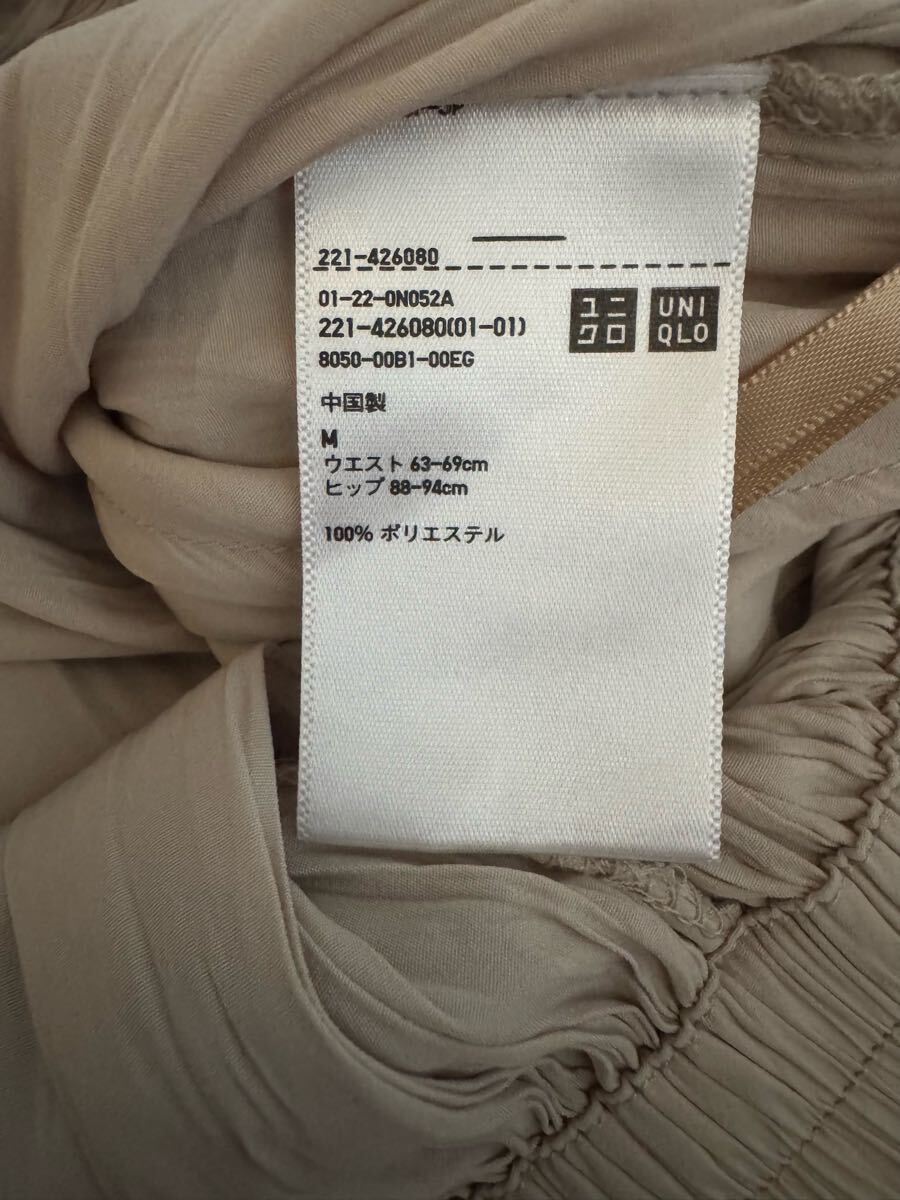 221-426080
01-22-0N052A
221-426080(01-01)
8050-00B1-00EG
ユニ
クロ
UNI
QLO
中国製
M
ウエスト 63-69cm
ヒップ 88-94cm
100% ポリエステル